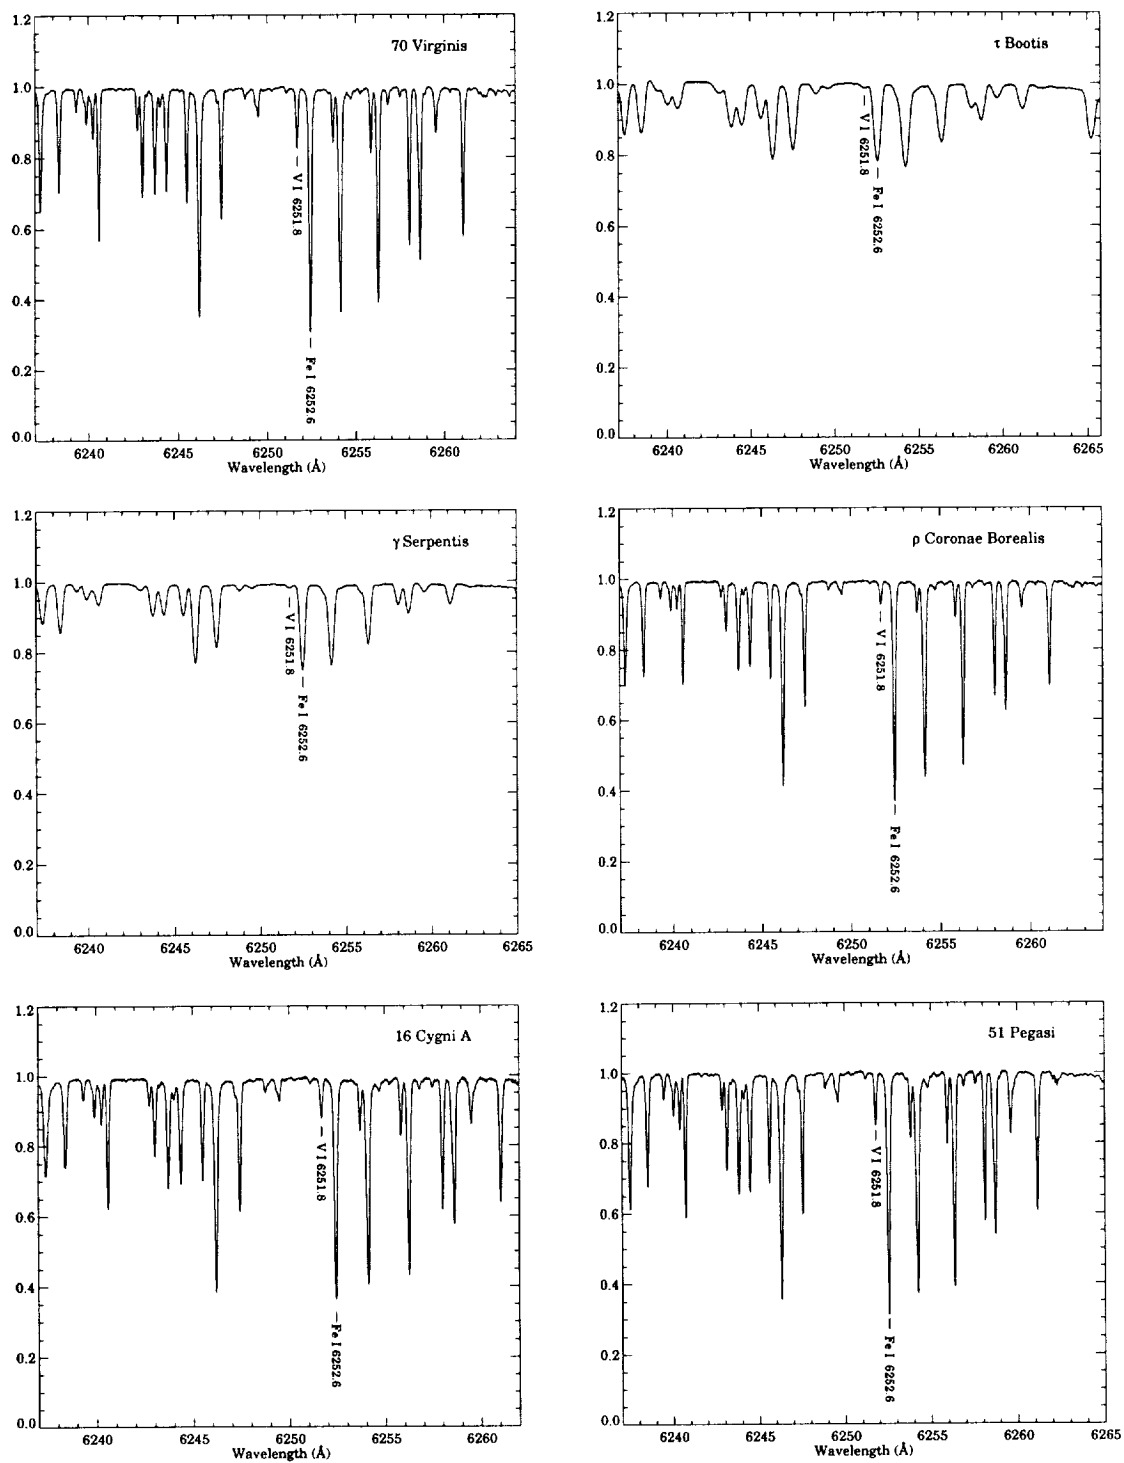 70 Virginis
1.2
1.0
0.8
0.6
0.4
0.2
0.0
V I 6251.8
Fe I 6252.6
6240 6245 6250 6255 6260
Wavelength (Å)
τ Bootis
1.2
1.0
0.8
0.6
0.4
0.2
0.0
V I 6251.8
Fe I 6252.6
6240 6245 6250 6255 6260 6265
Wavelength (Å)
γ Serpentis
1.2
1.0
0.8
0.6
0.4
0.2
0.0
V I 6251.8
Fe I 6252.6
6240 6245 6250 6255 6260 6265
Wavelength (Å)
ρ Coronae Borealis
1.2
1.0
0.8
0.6
0.4
0.2
0.0
V I 6251.8
Fe I 6252.6
6240 6245 6250 6255 6260
Wavelength (Å)
16 Cygni A
1.2
1.0
0.8
0.6
0.4
0.2
0.0
V I 6251.8
Fe I 6252.6
6240 6245 6250 6255 6260
Wavelength (Å)
51 Pegasi
1.2
1.0
0.8
0.6
0.4
0.2
0.0
V I 6251.8
Fe I 6252.6
6240 6245 6250 6255 6260 6265
Wavelength (Å)